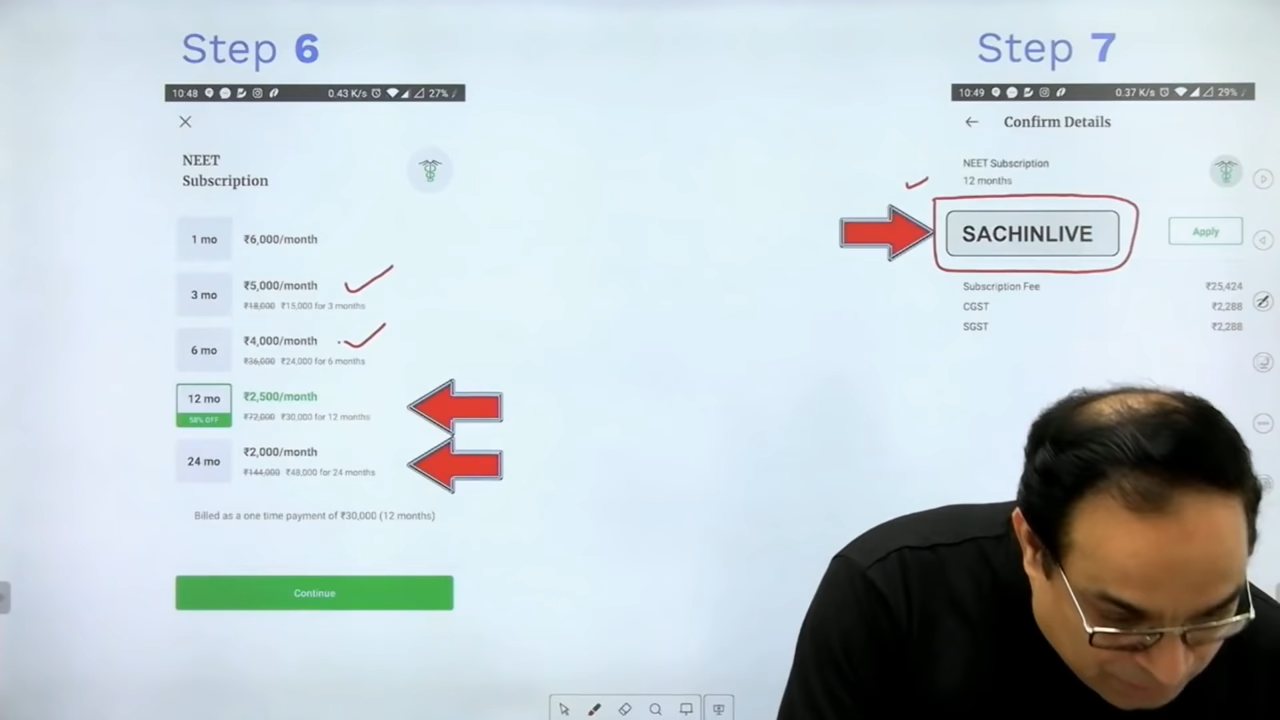 Step 6
10:48
0.43 K/s
27%
NEET
Subscription
1 mo
₹6,000/month
3 mo
₹5,000/month
₹18,000 ₹15,000 for 3 months
6 mo
₹4,000/month
₹36,000 ₹24,000 for 6 months
12 mo
58% OFF
₹2,500/month
₹72,000 ₹30,000 for 12 months
24 mo
₹2,000/month
₹144,000 ₹48,000 for 24 months
Billed as a one time payment of ₹30,000 (12 months)
Continue
Step 7
10:49
0.37 K/s
29%
Confirm Details
NEET Subscription
12 months
SACHINLIVE
Apply
Subscription Fee ₹25,424
CGST ₹2,288
SGST ₹2,288